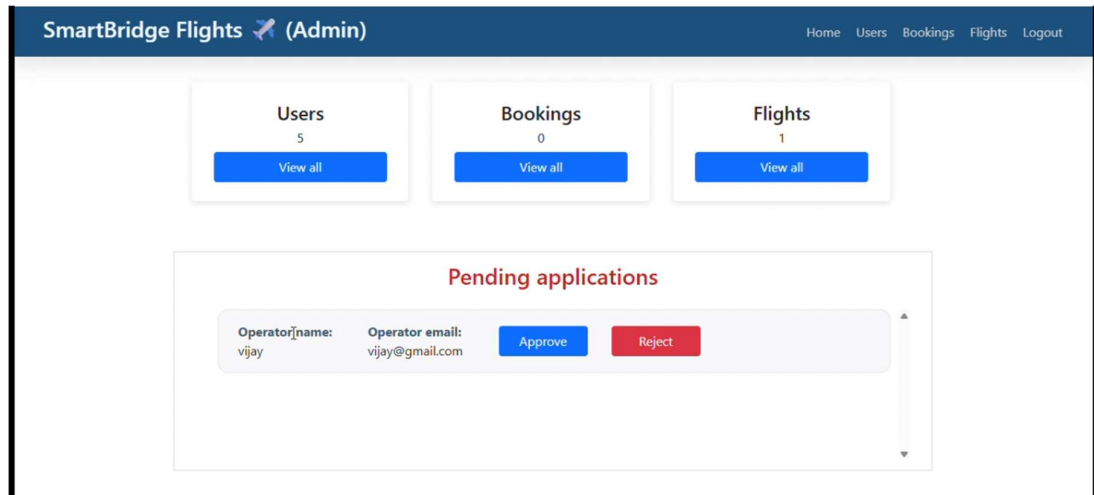 SmartBridge Flights ✈️ (Admin)
Home Users Bookings Flights Logout
Users Bookings Flights
5 0 1
View all View all View all
Pending applications
Operator name: Operator email:
vijay vijay@gmail.com Approve Reject